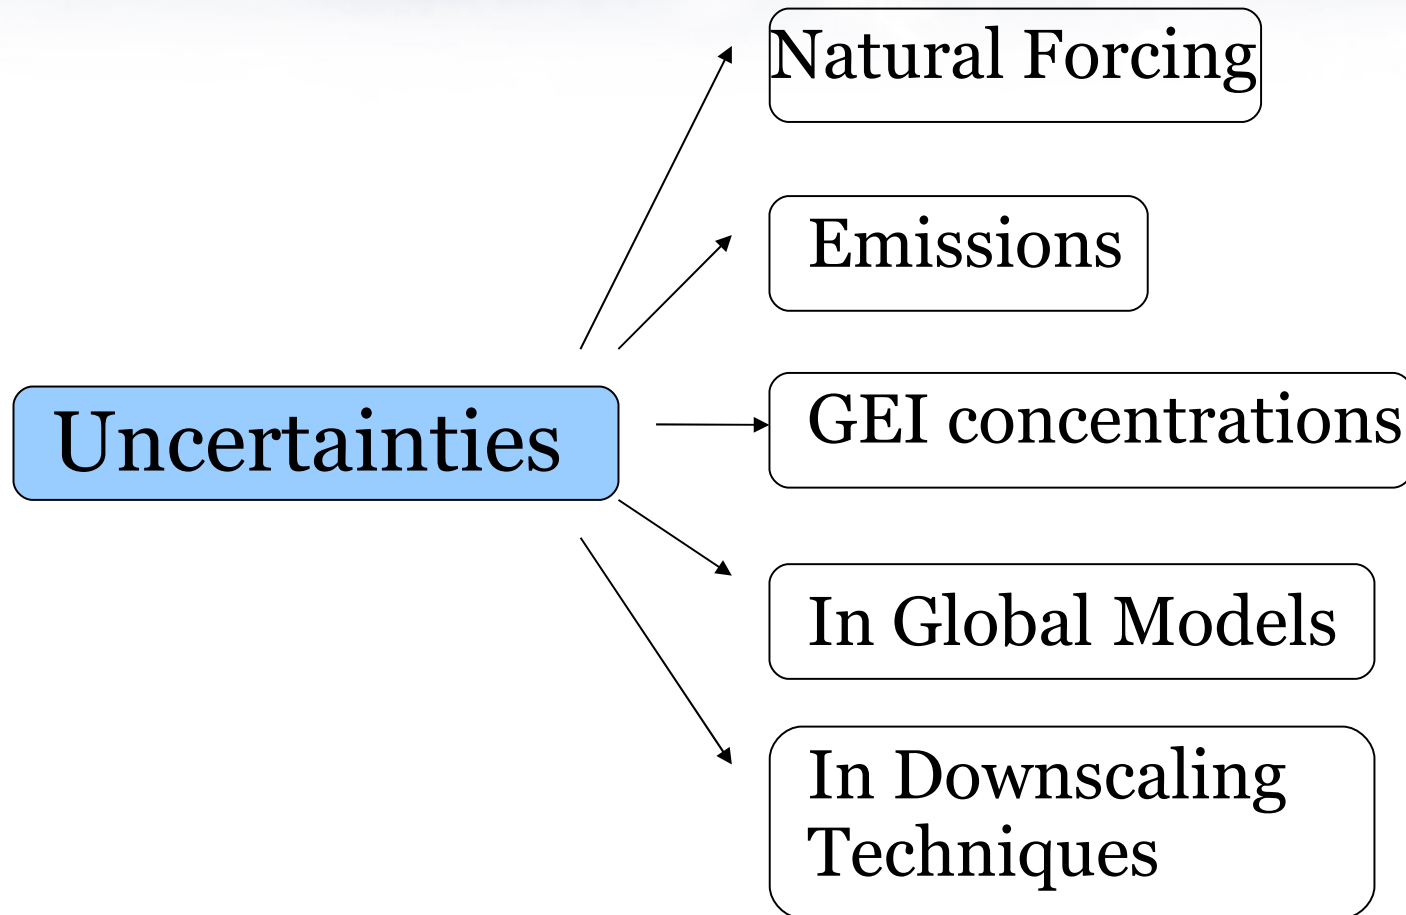 Natural Forcing
Emissions
Uncertainties
GEI concentrations
In Global Models
In Downscaling
Techniques